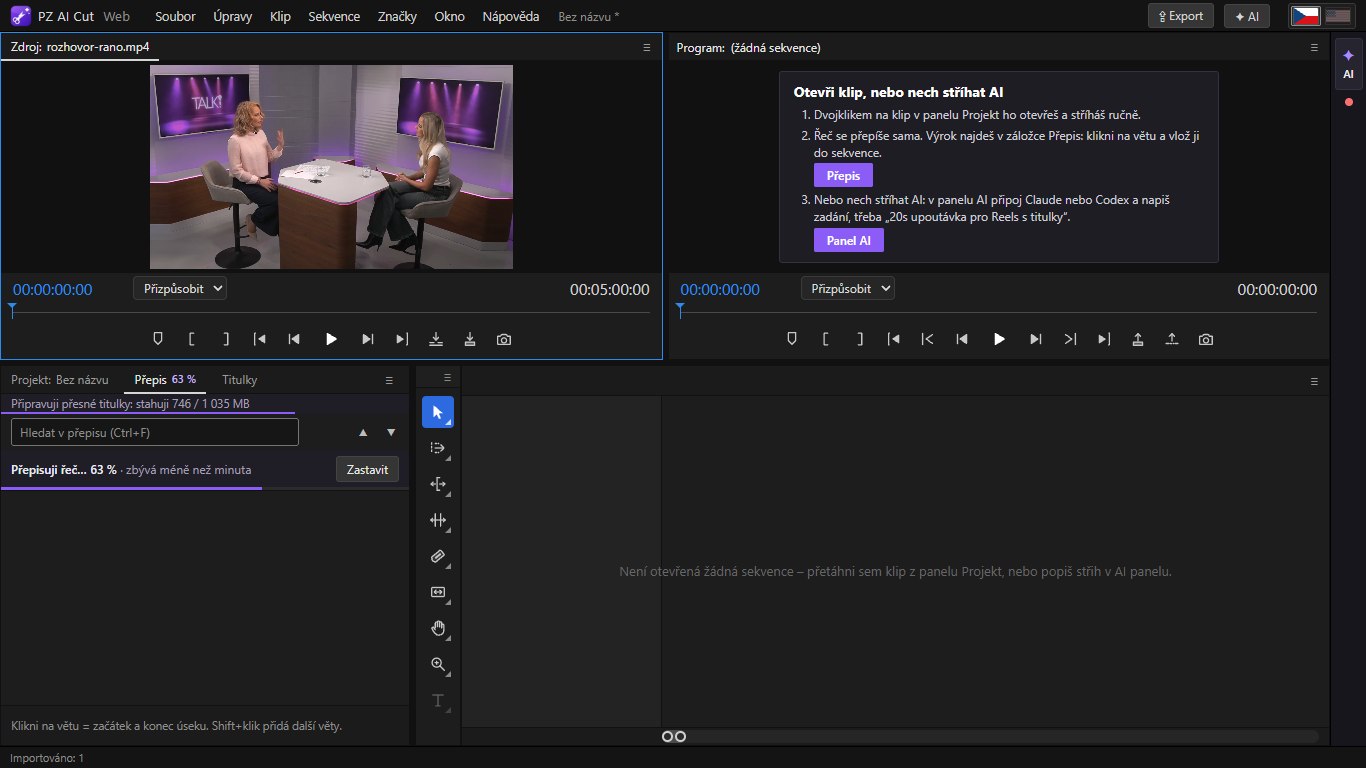 PZ AI Cut Web Soubor Úpravy Klip Sekvence Značky Okno Nápověda Bez názvu * Export AI
Zdroj: rozhovor-rano.mp4
TALK?
00:00:00:00 Přizpůsobit 00:05:00:00
Program: (žádná sekvence)
Otevři klip, nebo nech stříhat AI
1. Dvojklikem na klip v panelu Projekt ho otevřeš a stříháš ručně.
2. Řeč se přepíše sama. Výrok najdeš v záložce Přepis: klikni na větu a vlož ji
do sekvence.
Přepis
3. Nebo nech stříhat AI: v panelu AI připoj Claude nebo Codex a napiš
zadání, třeba „20s upoutávka pro Reels s titulky“.
Panel AI
00:00:00:00 Přizpůsobit 00:00:00:00
AI
Projekt: Bez názvu Přepis 63 % Titulky
Připravuji přesné titulky: stahuji 746 / 1 035 MB
Hledat v přepisu (Ctrl+F)
Přepisuji řeč... 63 % · zbývá méně než minuta Zastavit
Klikni na větu = začátek a konec úseku. Shift+klik přidá další věty.
Není otevřená žádná sekvence – přetáhni sem klip z panelu Projekt, nebo popiš střih v AI panelu.
Importováno: 1